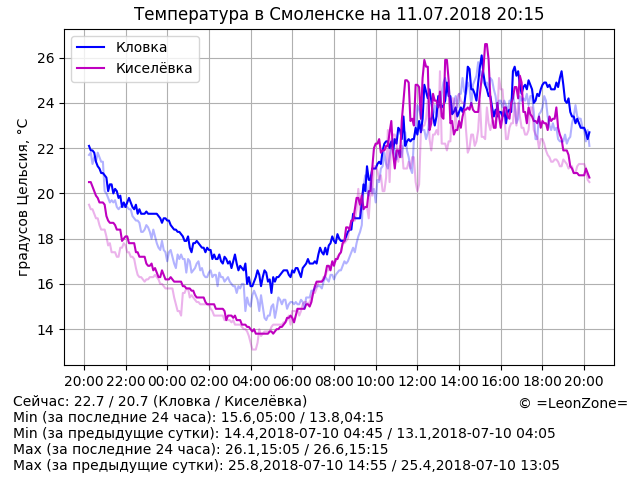 Температура в Смоленске на 11.07.2018 20:15
Кловка
Киселёвка
градусов Цельсия, °C
26
24
22
20
18
16
14
20:00 22:00 00:00 02:00 04:00 06:00 08:00 10:00 12:00 14:00 16:00 18:00 20:00
Сейчас: 22.7 / 20.7 (Кловка / Киселёвка)
© =LeonZone=
Min (за последние 24 часа): 15.6,05:00 / 13.8,04:15
Min (за предыдущие сутки): 14.4,2018-07-10 04:45 / 13.1,2018-07-10 04:05
Max (за последние 24 часа): 26.1,15:05 / 26.6,15:15
Max (за предыдущие сутки): 25.8,2018-07-10 14:55 / 25.4,2018-07-10 13:05